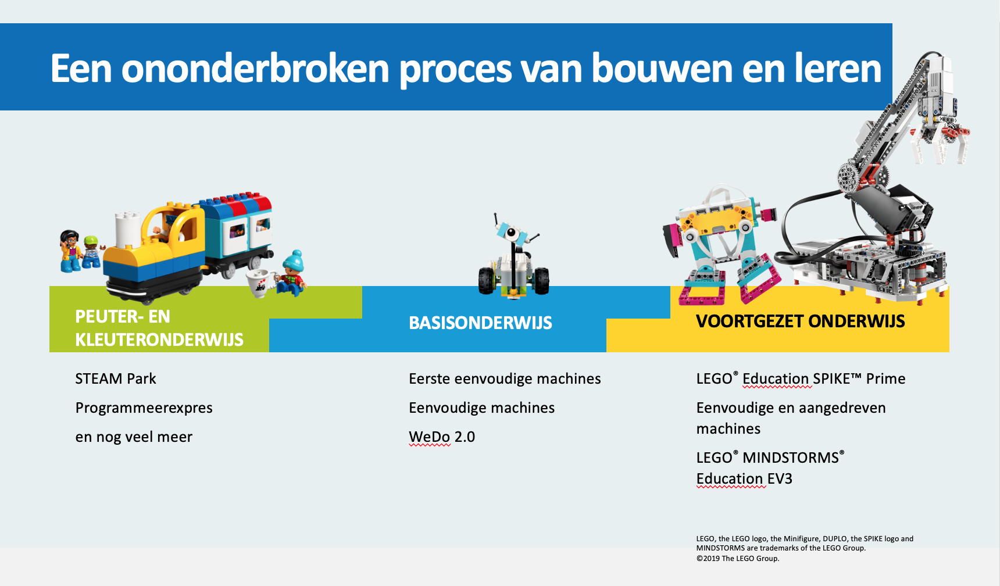 Een ononderbroken proces van bouwen en leren
PEUTER- EN
KLEUTERONDERWIJS
STEAM Park
Programmeerexpres
en nog veel meer
BASISONDERWIJS
Eerste eenvoudige machines
Eenvoudige machines
WeDo 2.0
VOORTGEZET ONDERWIJS
LEGO® Education SPIKE™ Prime
Eenvoudige en aangedreven
machines
LEGO® MINDSTORMS®
Education EV3
LEGO, the LEGO logo, the Minifigure, DUPLO, the SPIKE logo and
MINDSTORMS are trademarks of the LEGO Group.
©2019 The LEGO Group.